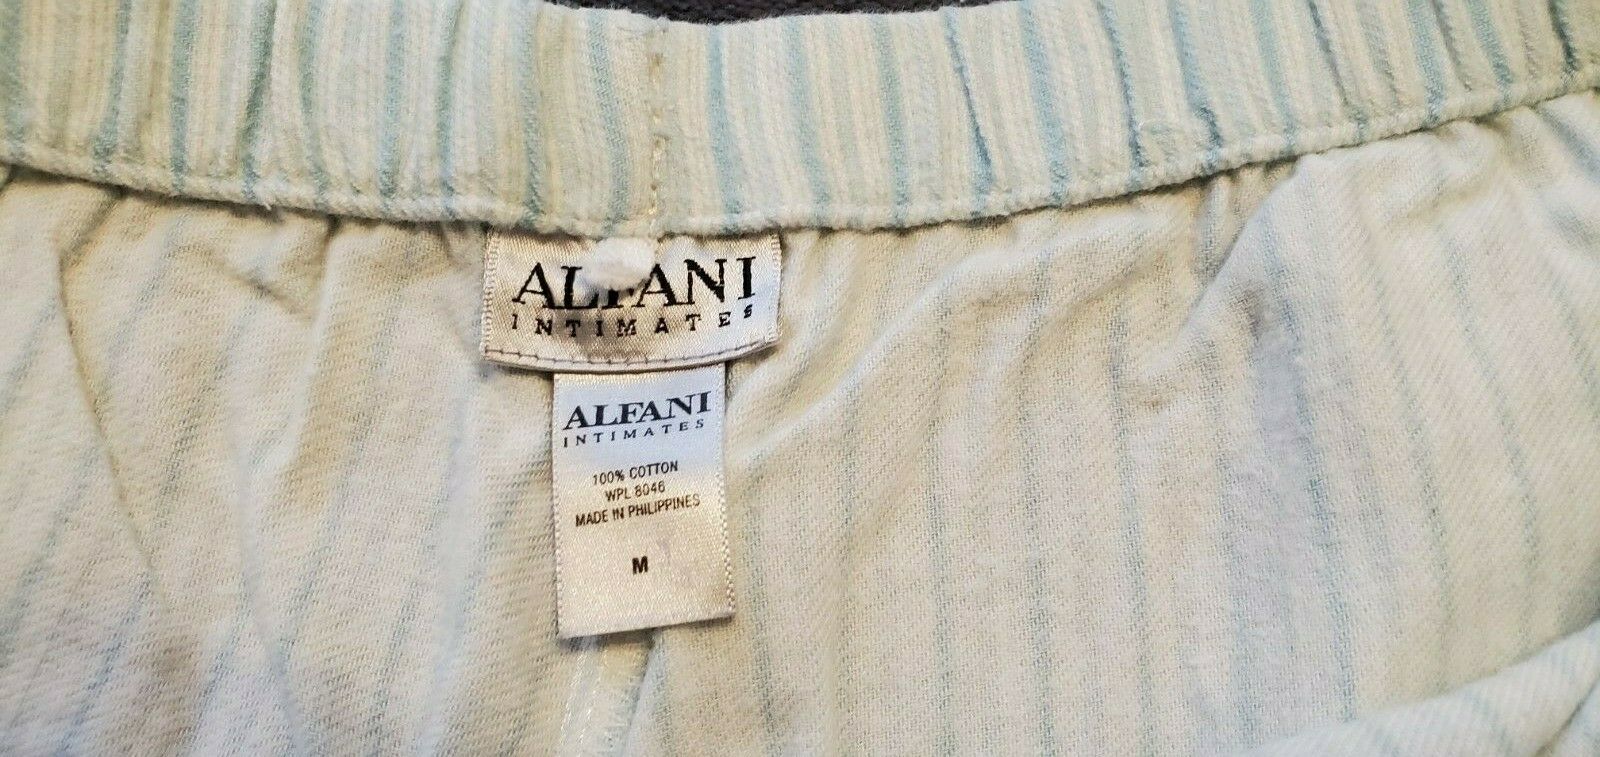 ALFANI
INTIMATES
ALFANI
INTIMATES
100% COTTON
WPL 8046
MADE IN PHILIPPINES
M